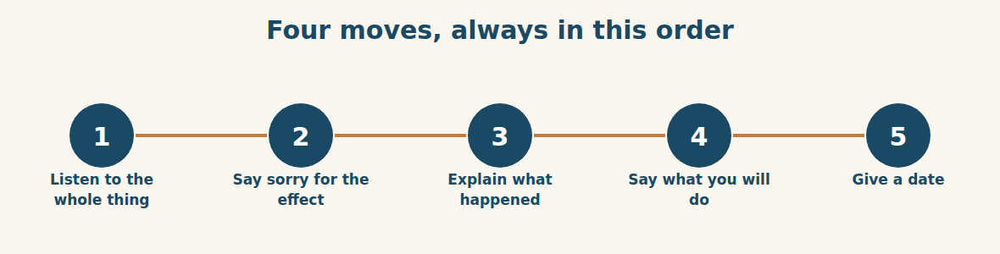 Four moves, always in this order
1
2
3
4
5
Listen to the
whole thing
Say sorry for the
effect
Explain what
happened
Say what you will
do
Give a date